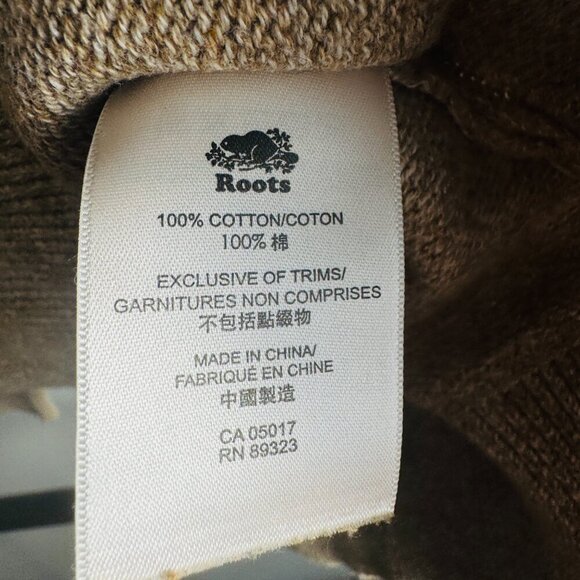 Roots
100% COTTON/COTON
100% 棉
EXCLUSIVE OF TRIMS/
GARNITURES NON COMPRISES
不包括點綴物
MADE IN CHINA/
FABRIQUÉ EN CHINE
中國製造
CA 05017
RN 89323